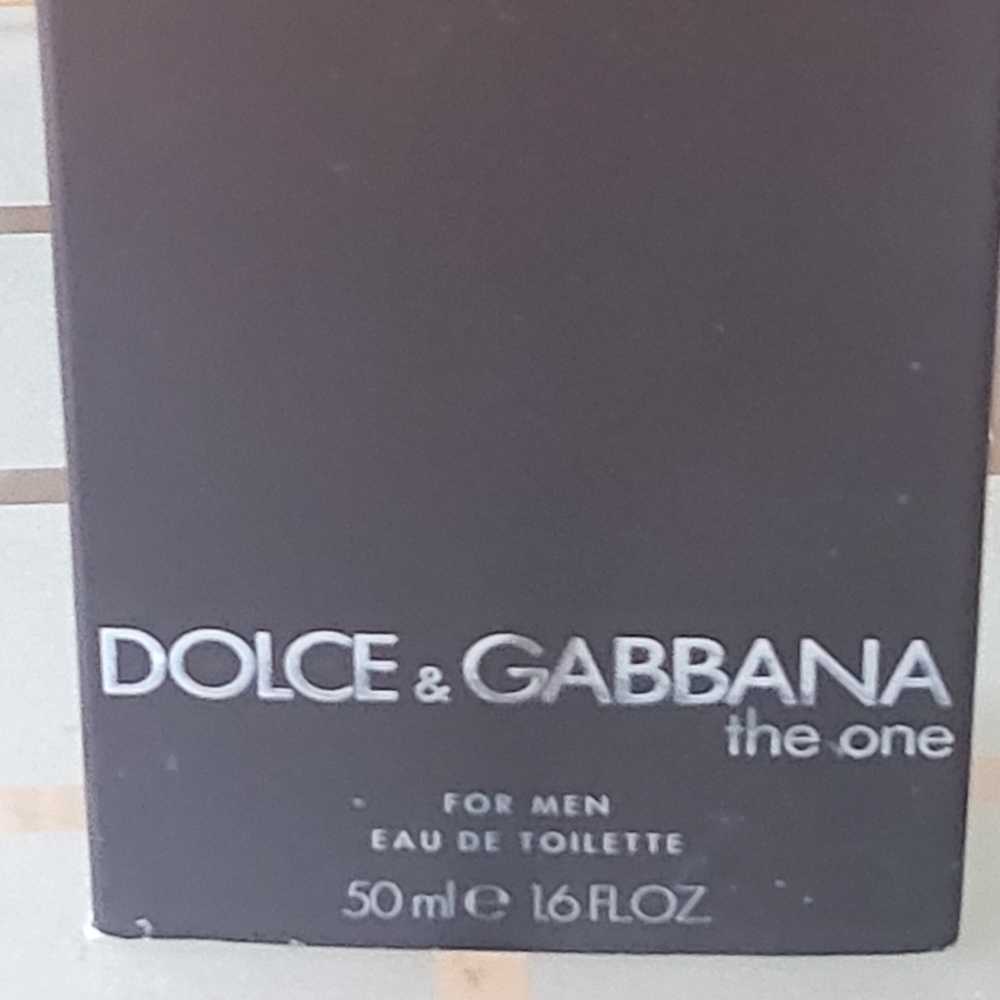 DOLCE & GABBANA
the one
FOR MEN
EAU DE TOILETTE
50 ml ℮ 1.6 FL.OZ